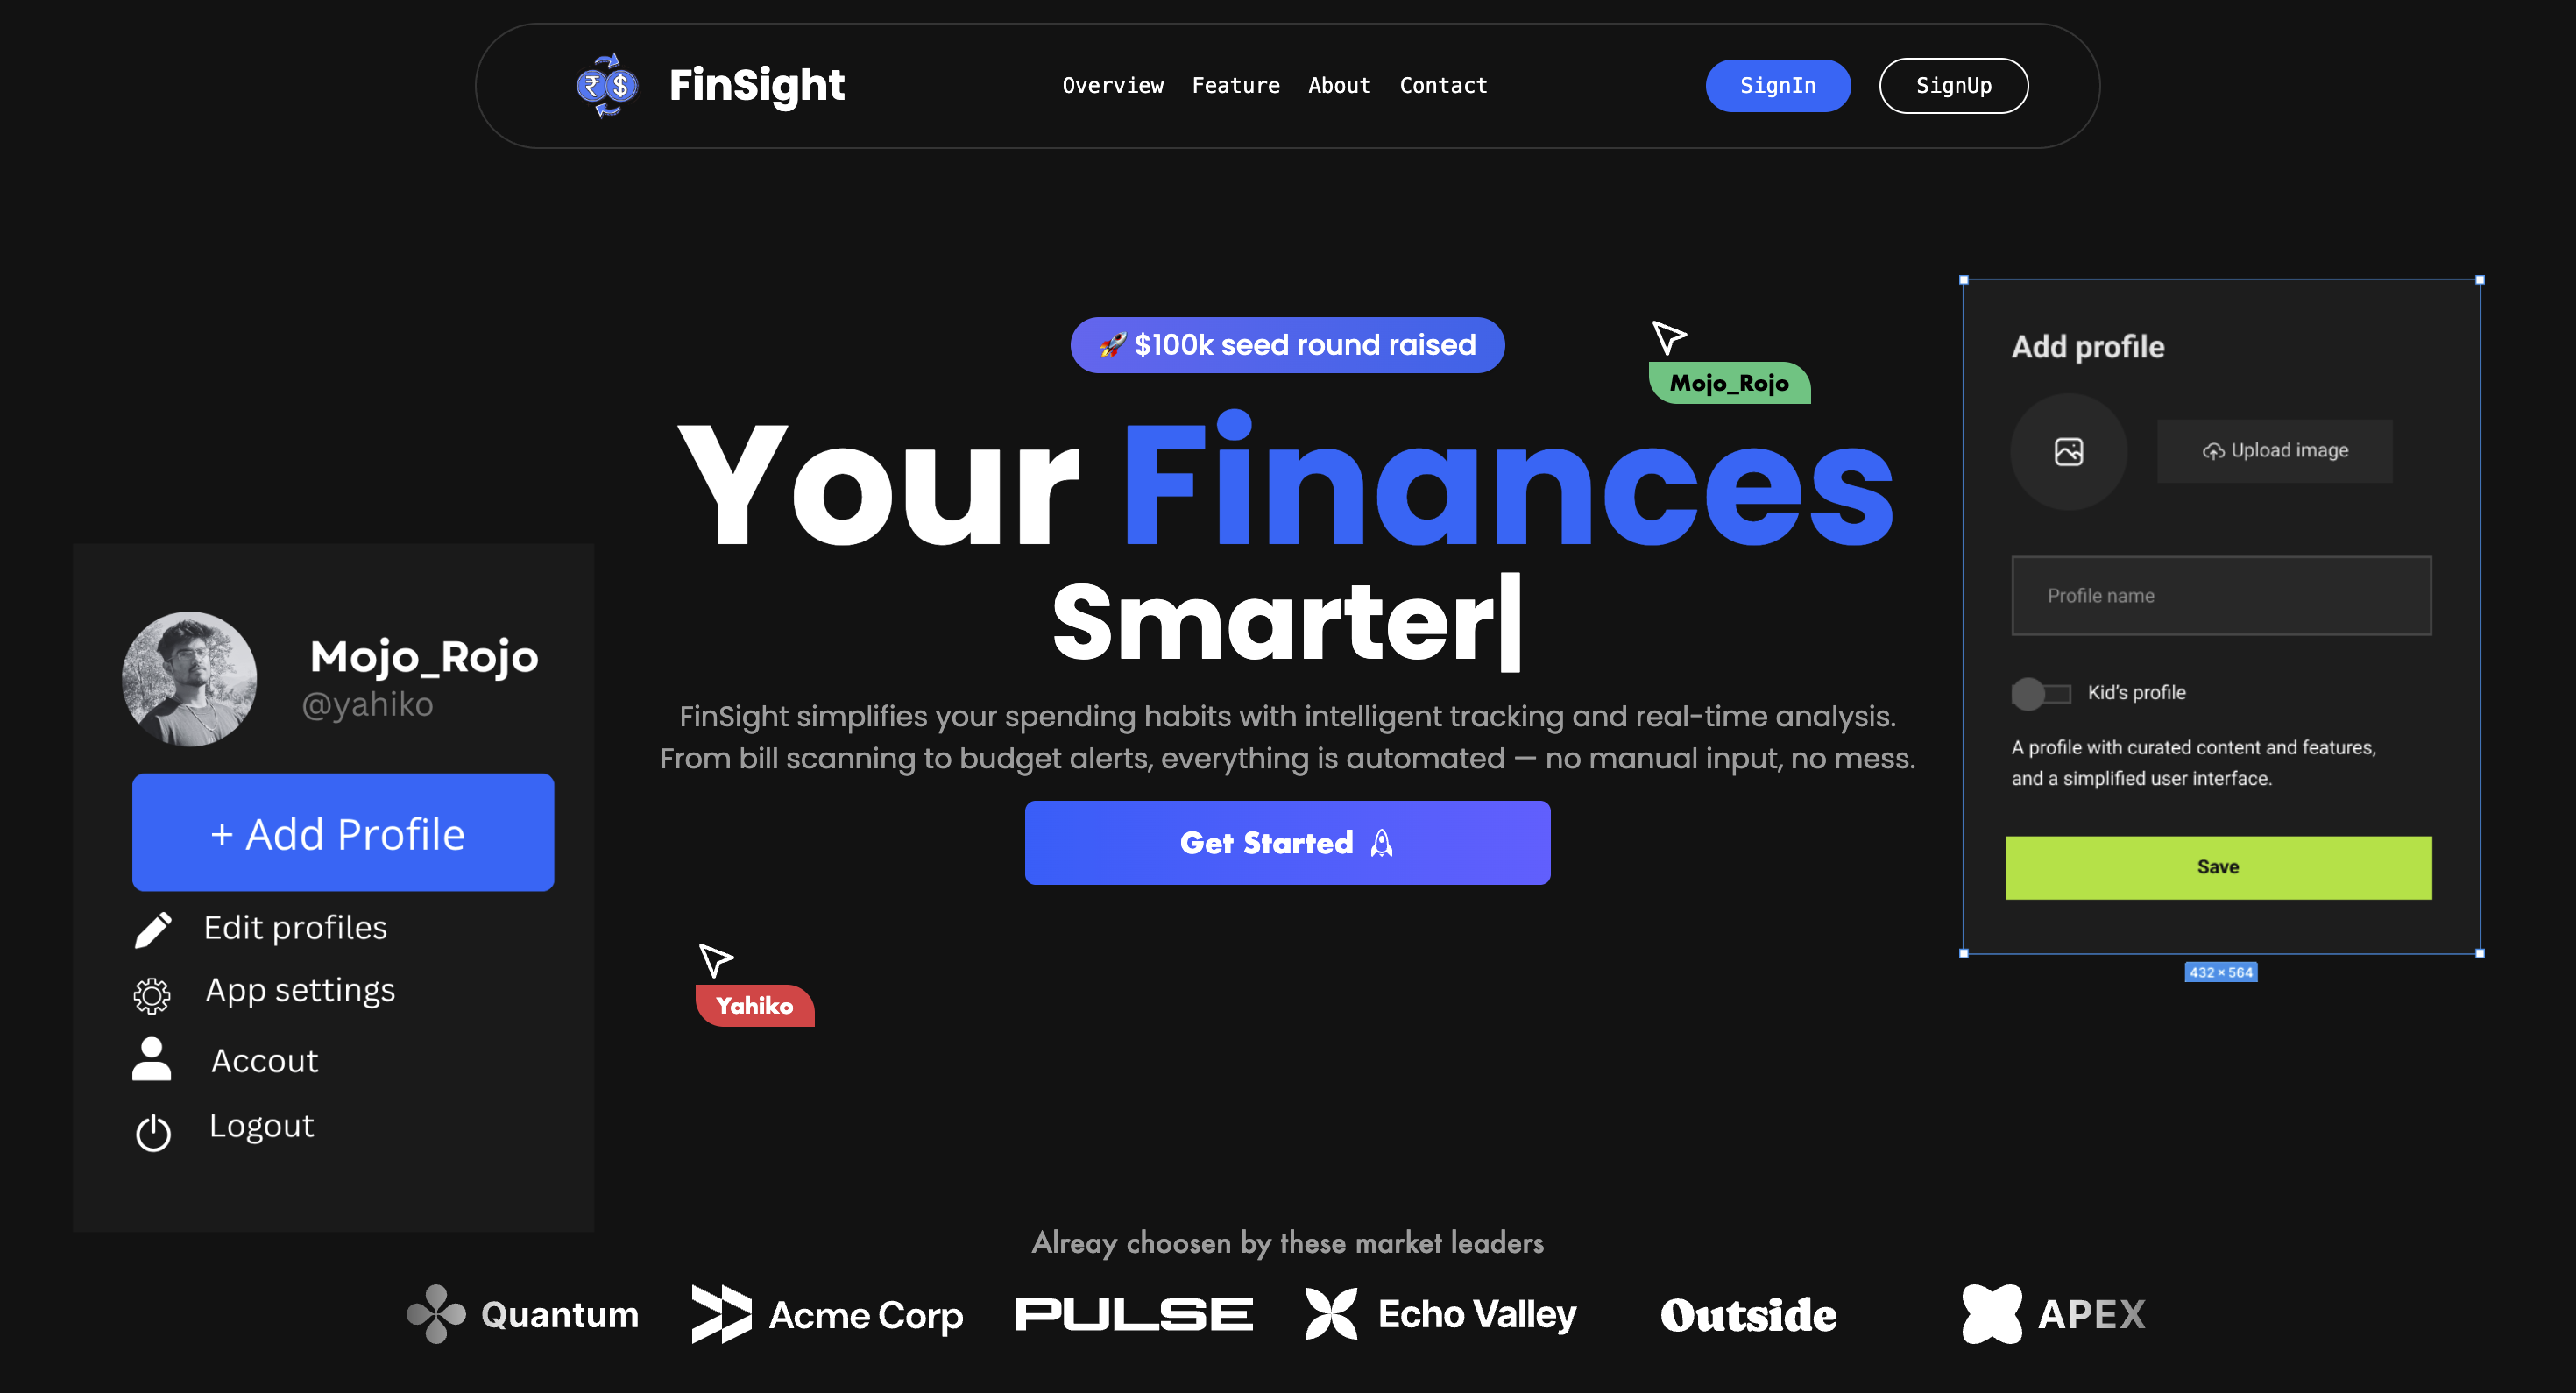 ₹ $ FinSight
Overview Feature About Contact
SignIn SignUp
🚀 $100k seed round raised
Mojo_Rojo
Your Finances
Smarter|
FinSight simplifies your spending habits with intelligent tracking and real-time analysis.
From bill scanning to budget alerts, everything is automated — no manual input, no mess.
Get Started
Yahiko
Mojo_Rojo
@yahiko
+ Add Profile
Edit profiles
App settings
Accout
Logout
Add profile
Upload image
Profile name
Kid's profile
A profile with curated content and features,
and a simplified user interface.
Save
432 × 564
Alreay choosen by these market leaders
Quantum Acme Corp PULSE Echo Valley Outside APEX